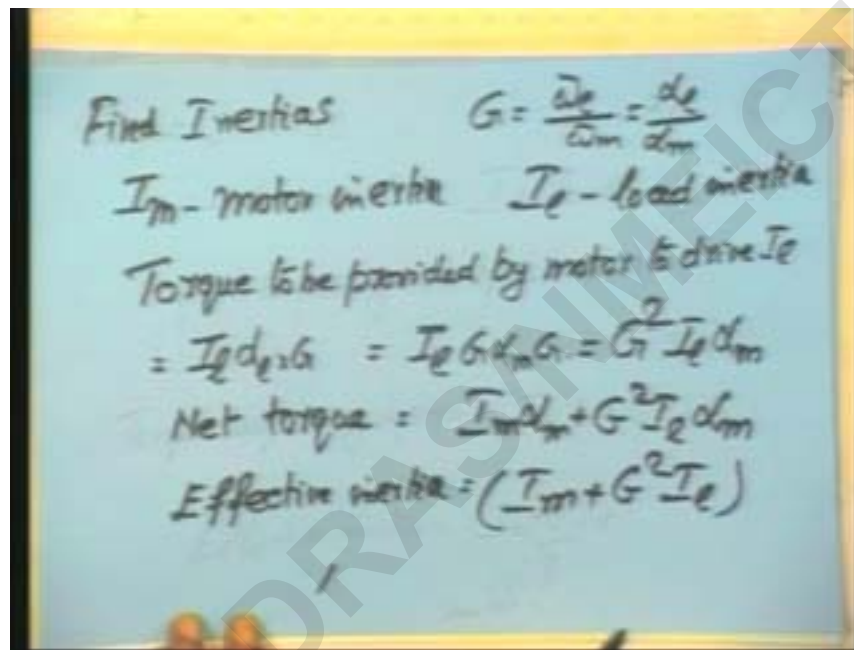 Find Inertias G = ω̄ℓ/ω̄m = αℓ/αm
Im - motor inertia Iℓ - load inertia
Torque to be provided by motor to drive Iℓ
= Iℓ αℓ × G = Iℓ G αm G = G² Iℓ αm
Net torque = Im αm + G² Iℓ αm
Effective inertia = (Im + G² Iℓ)